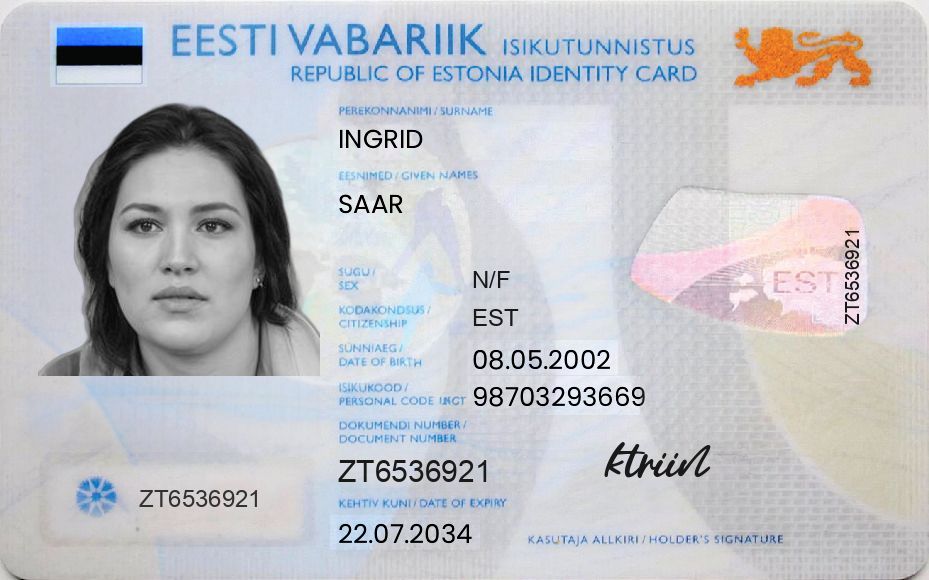 EESTI VABARIIK ISIKUTUNNISTUS
REPUBLIC OF ESTONIA IDENTITY CARD
PEREKONNANIMI / SURNAME
INGRID
EESNIMED / GIVEN NAMES
SAAR
SUGU / SEX
N/F
KODAKONDSUS / CITIZENSHIP
EST
SÜNNIAEG / DATE OF BIRTH
08.05.2002
ISIKUKOOD / PERSONAL CODE
98703293669
DOKUMENDI NUMBER / DOCUMENT NUMBER
ZT6536921
KEHTIV KUNI / DATE OF EXPIRY
22.07.2034
KASUTAJA ALLKIRI / HOLDER'S SIGNATURE
ktriin
EST
ZT6536921
ZT6536921